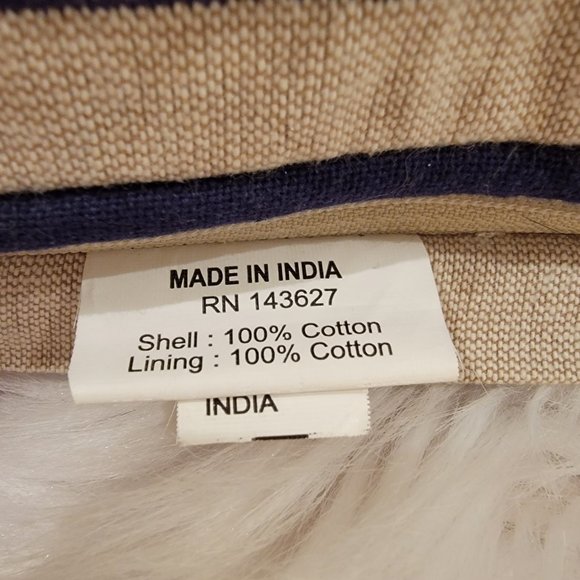 MADE IN INDIA
RN 143627
Shell : 100% Cotton
Lining : 100% Cotton
INDIA